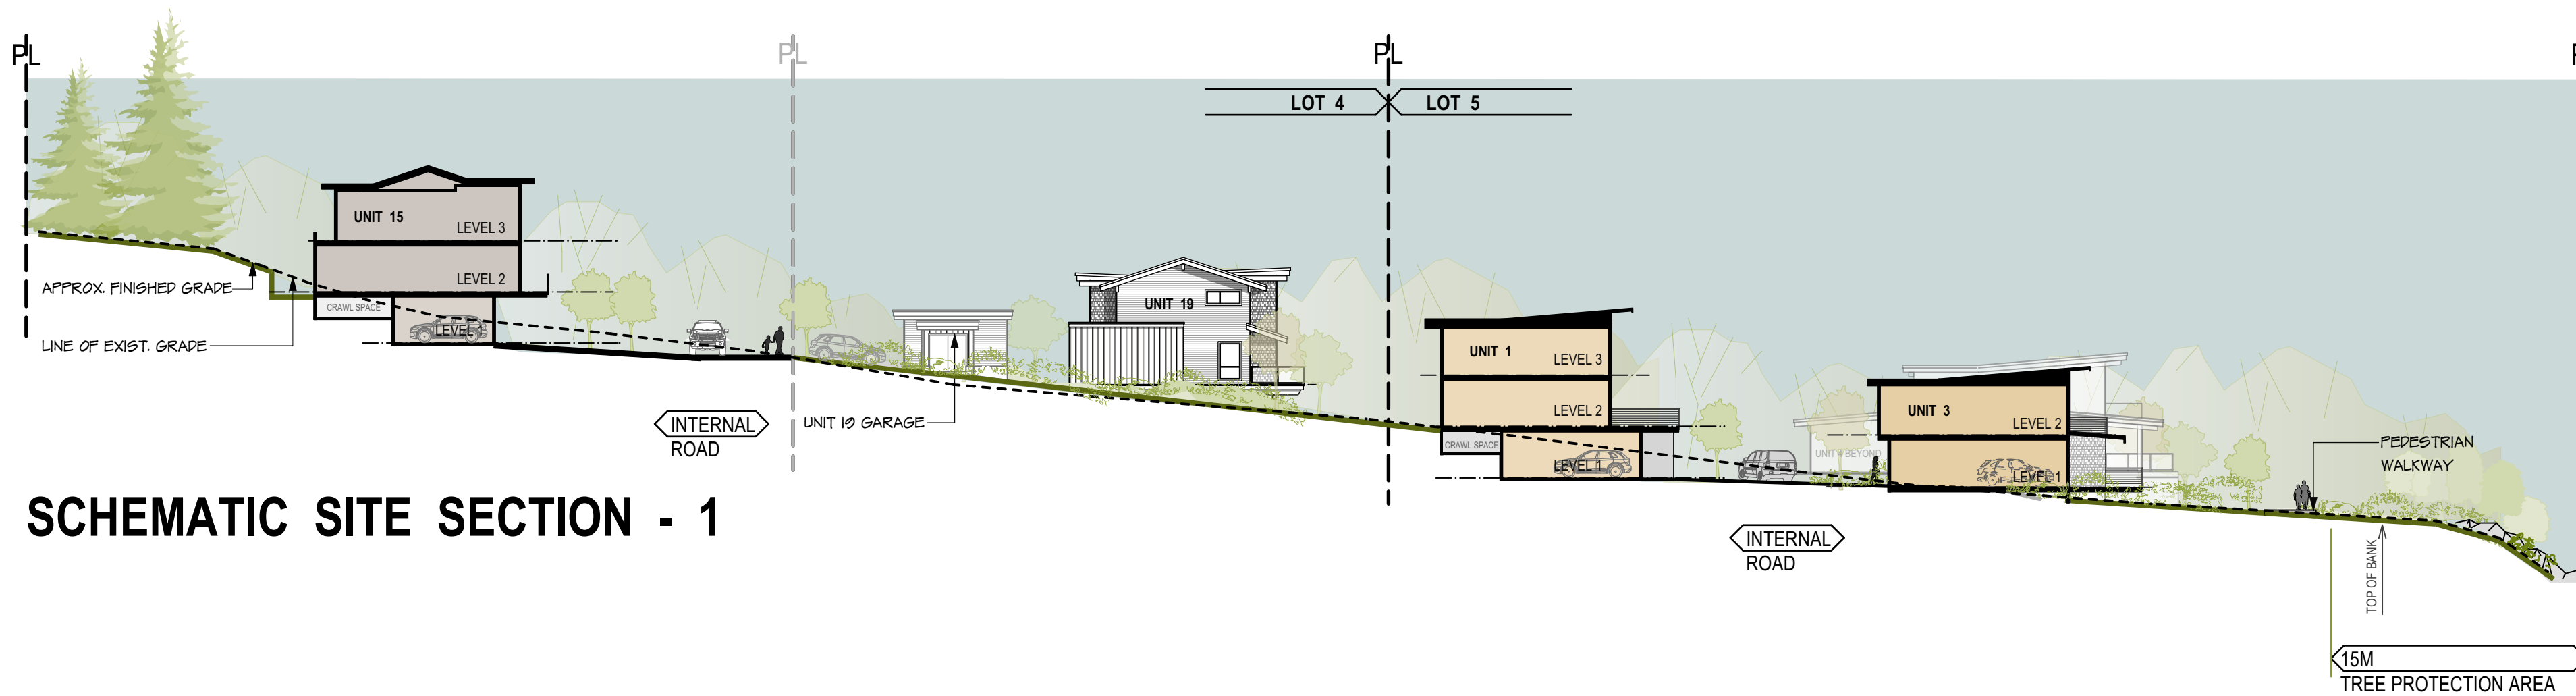 PL
PL
PL
LOT 4
LOT 5
UNIT 15
LEVEL 3
LEVEL 2
APPROX. FINISHED GRADE
CRAWL SPACE
LEVEL 1
LINE OF EXIST. GRADE
UNIT 19
INTERNAL
ROAD
UNIT 19 GARAGE
UNIT 1
LEVEL 3
LEVEL 2
CRAWL SPACE
LEVEL 1
UNIT 3
LEVEL 2
UNIT 4 BEYOND
LEVEL 1
PEDESTRIAN
WALKWAY
SCHEMATIC SITE SECTION - 1
INTERNAL
ROAD
TOP OF BANK
15M
TREE PROTECTION AREA